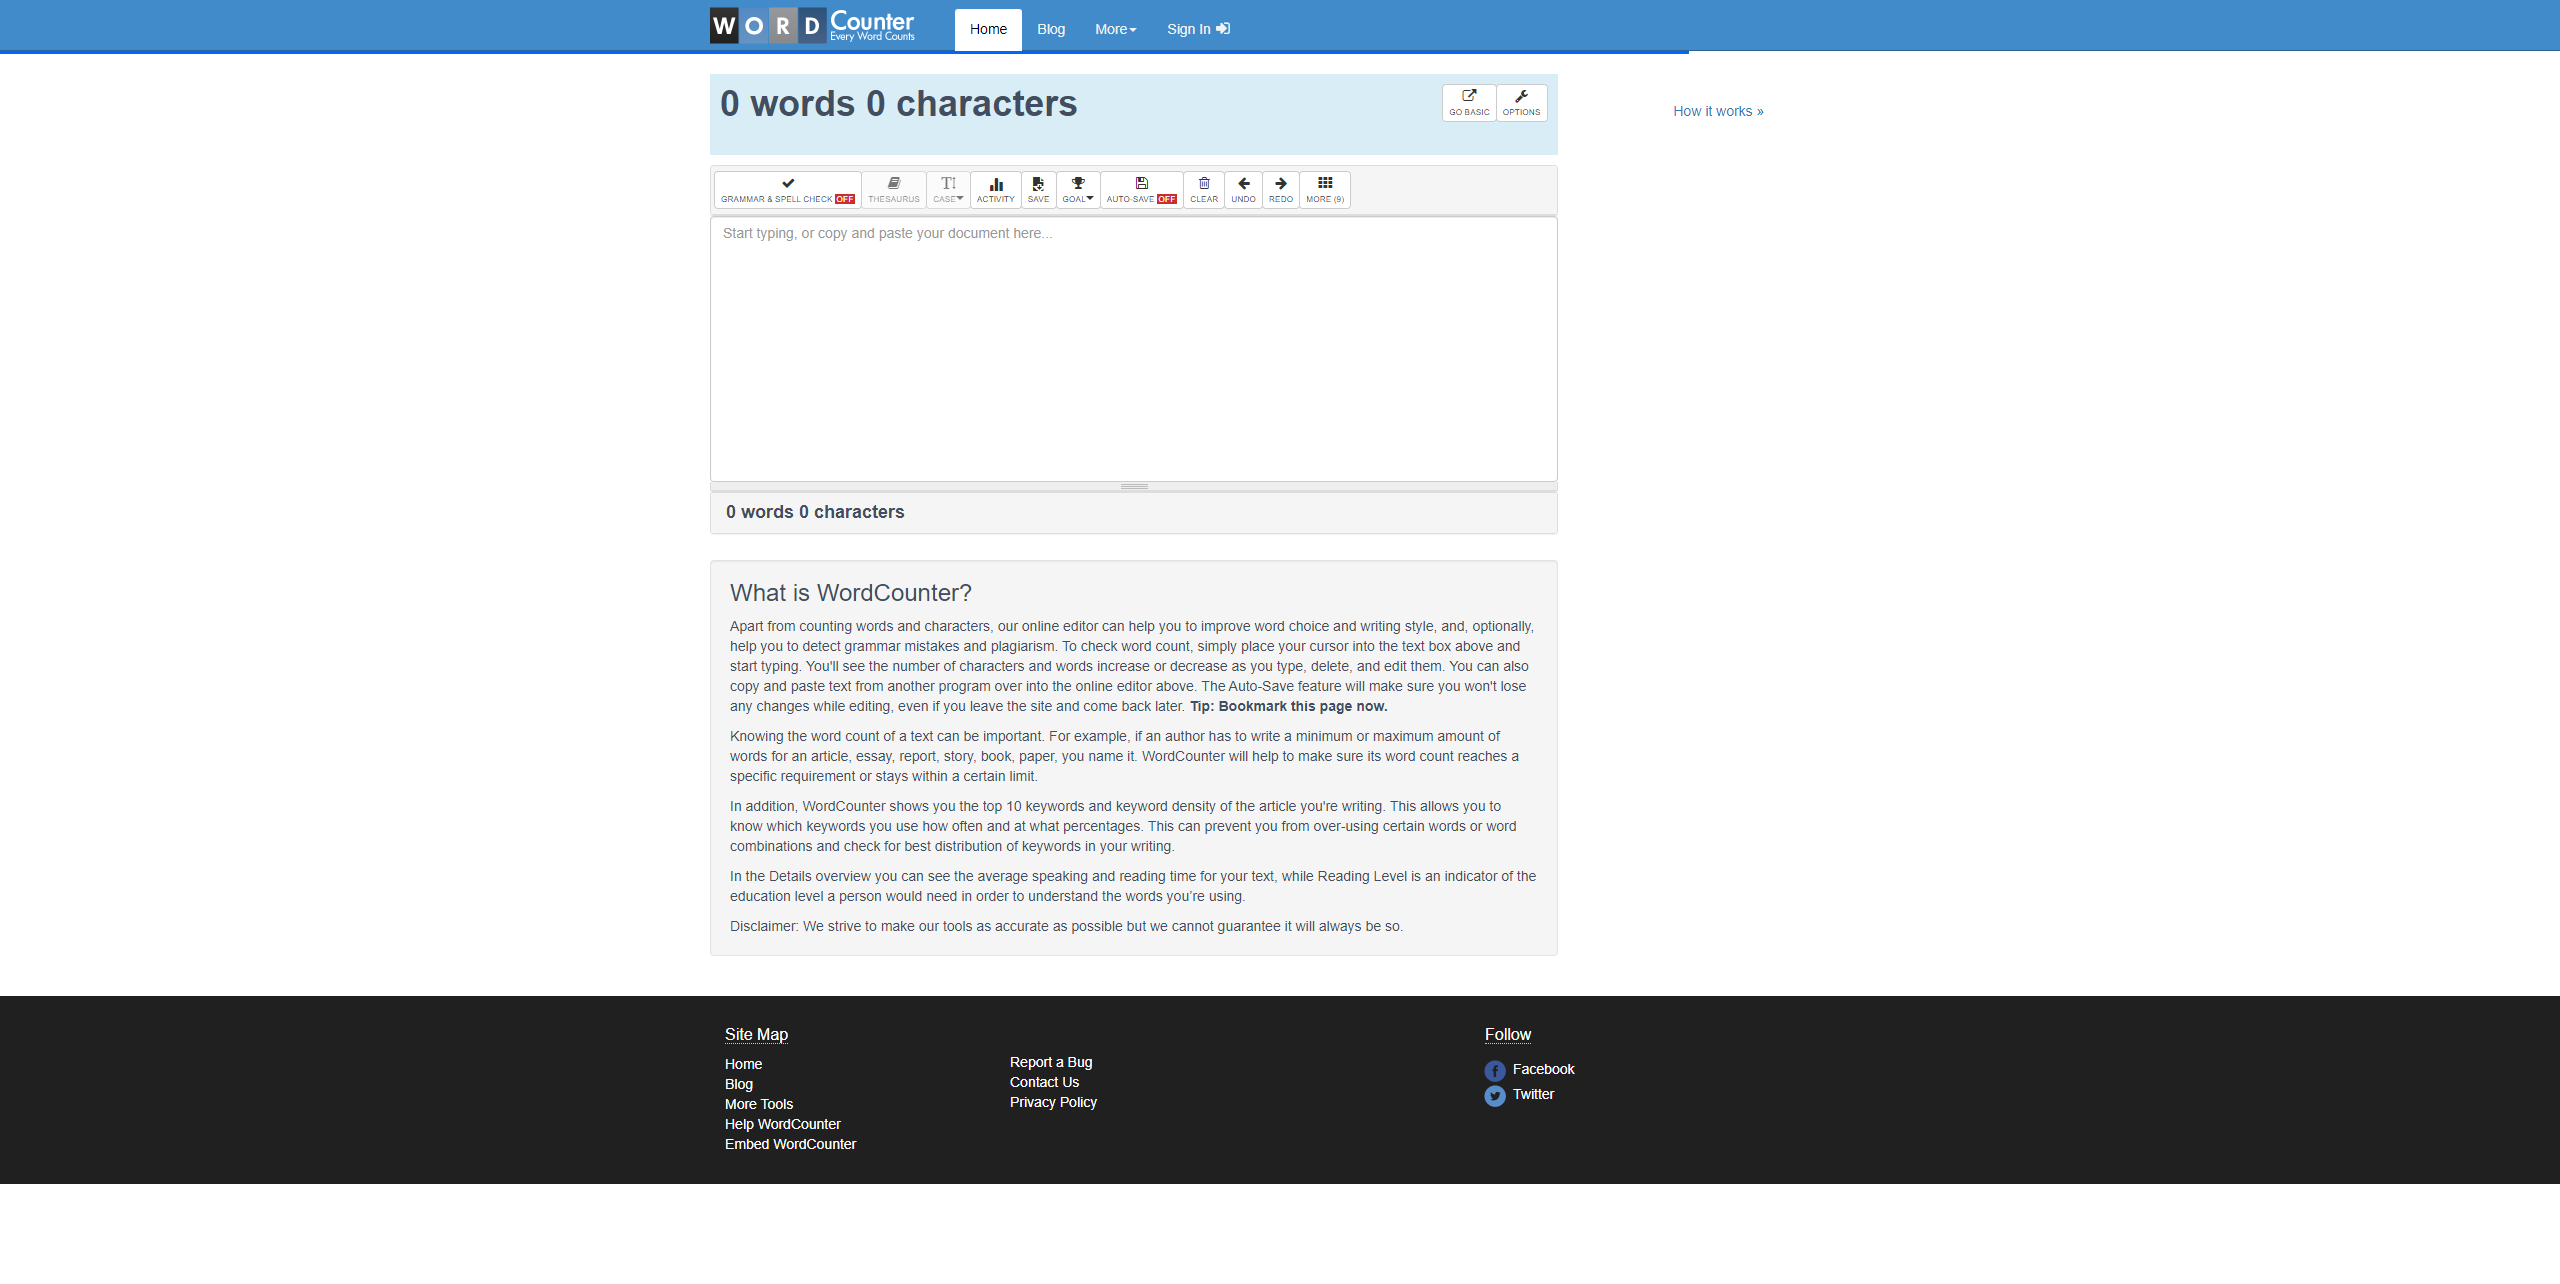 WORD Counter
Every Word Counts
Home
Blog
More
Sign In
0 words 0 characters
GO BASIC
OPTIONS
How it works »
GRAMMAR & SPELL CHECK OFF
THESAURUS
CASE
ACTIVITY
SAVE
GOAL
AUTO-SAVE OFF
CLEAR
UNDO
REDO
MORE (9)
Start typing, or copy and paste your document here...
0 words 0 characters
What is WordCounter?
Apart from counting words and characters, our online editor can help you to improve word choice and writing style, and, optionally,
help you to detect grammar mistakes and plagiarism. To check word count, simply place your cursor into the text box above and
start typing. You'll see the number of characters and words increase or decrease as you type, delete, and edit them. You can also
copy and paste text from another program over into the online editor above. The Auto-Save feature will make sure you won't lose
any changes while editing, even if you leave the site and come back later. Tip: Bookmark this page now.
Knowing the word count of a text can be important. For example, if an author has to write a minimum or maximum amount of
words for an article, essay, report, story, book, paper, you name it. WordCounter will help to make sure its word count reaches a
specific requirement or stays within a certain limit.
In addition, WordCounter shows you the top 10 keywords and keyword density of the article you're writing. This allows you to
know which keywords you use how often and at what percentages. This can prevent you from over-using certain words or word
combinations and check for best distribution of keywords in your writing.
In the Details overview you can see the average speaking and reading time for your text, while Reading Level is an indicator of the
education level a person would need in order to understand the words you’re using.
Disclaimer: We strive to make our tools as accurate as possible but we cannot guarantee it will always be so.
Site Map
Home
Blog
More Tools
Help WordCounter
Embed WordCounter
Report a Bug
Contact Us
Privacy Policy
Follow
Facebook
Twitter